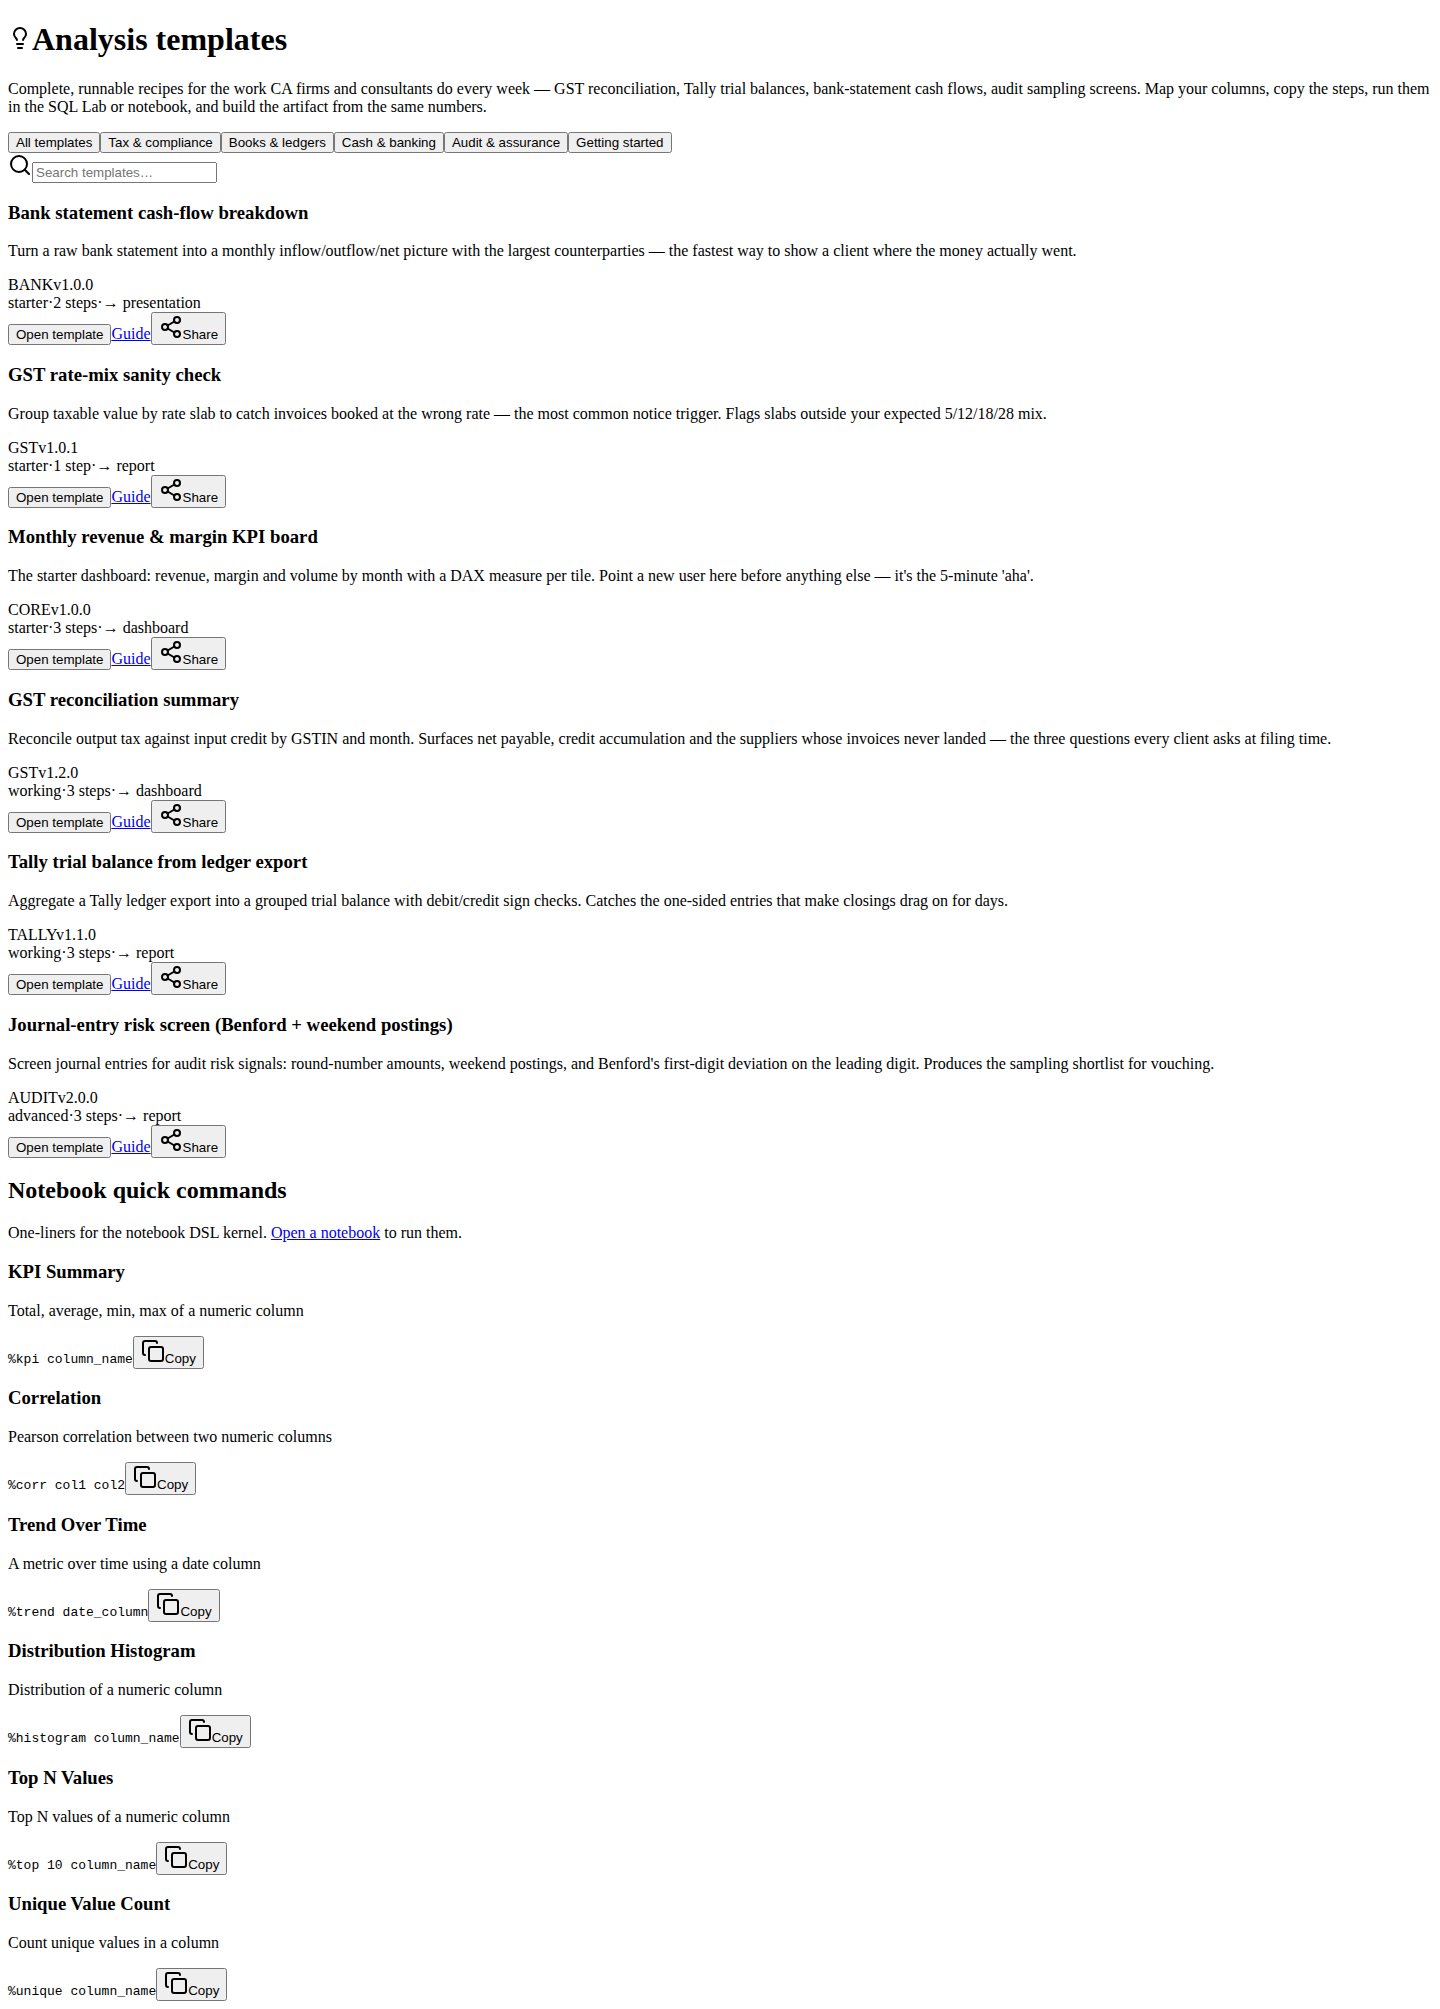 Analysis templates
Complete, runnable recipes for the work CA firms and consultants do every week — GST reconciliation, Tally trial balances, bank-statement cash flows, audit sampling screens. Map your columns, copy the steps, run them
in the SQL Lab or notebook, and build the artifact from the same numbers.
All templates Tax & compliance Books & ledgers Cash & banking Audit & assurance Getting started
Search templates…
Bank statement cash-flow breakdown
Turn a raw bank statement into a monthly inflow/outflow/net picture with the largest counterparties — the fastest way to show a client where the money actually went.
BANKv1.0.0
starter·2 steps·→ presentation
Open template Guide Share
GST rate-mix sanity check
Group taxable value by rate slab to catch invoices booked at the wrong rate — the most common notice trigger. Flags slabs outside your expected 5/12/18/28 mix.
GSTv1.0.1
starter·1 step·→ report
Open template Guide Share
Monthly revenue & margin KPI board
The starter dashboard: revenue, margin and volume by month with a DAX measure per tile. Point a new user here before anything else — it's the 5-minute 'aha'.
COREv1.0.0
starter·3 steps·→ dashboard
Open template Guide Share
GST reconciliation summary
Reconcile output tax against input credit by GSTIN and month. Surfaces net payable, credit accumulation and the suppliers whose invoices never landed — the three questions every client asks at filing time.
GSTv1.2.0
working·3 steps·→ dashboard
Open template Guide Share
Tally trial balance from ledger export
Aggregate a Tally ledger export into a grouped trial balance with debit/credit sign checks. Catches the one-sided entries that make closings drag on for days.
TALLYv1.1.0
working·3 steps·→ report
Open template Guide Share
Journal-entry risk screen (Benford + weekend postings)
Screen journal entries for audit risk signals: round-number amounts, weekend postings, and Benford's first-digit deviation on the leading digit. Produces the sampling shortlist for vouching.
AUDITv2.0.0
advanced·3 steps·→ report
Open template Guide Share
Notebook quick commands
One-liners for the notebook DSL kernel. Open a notebook to run them.
KPI Summary
Total, average, min, max of a numeric column
%kpi column_name Copy
Correlation
Pearson correlation between two numeric columns
%corr col1 col2 Copy
Trend Over Time
A metric over time using a date column
%trend date_column Copy
Distribution Histogram
Distribution of a numeric column
%histogram column_name Copy
Top N Values
Top N values of a numeric column
%top 10 column_name Copy
Unique Value Count
Count unique values in a column
%unique column_name Copy